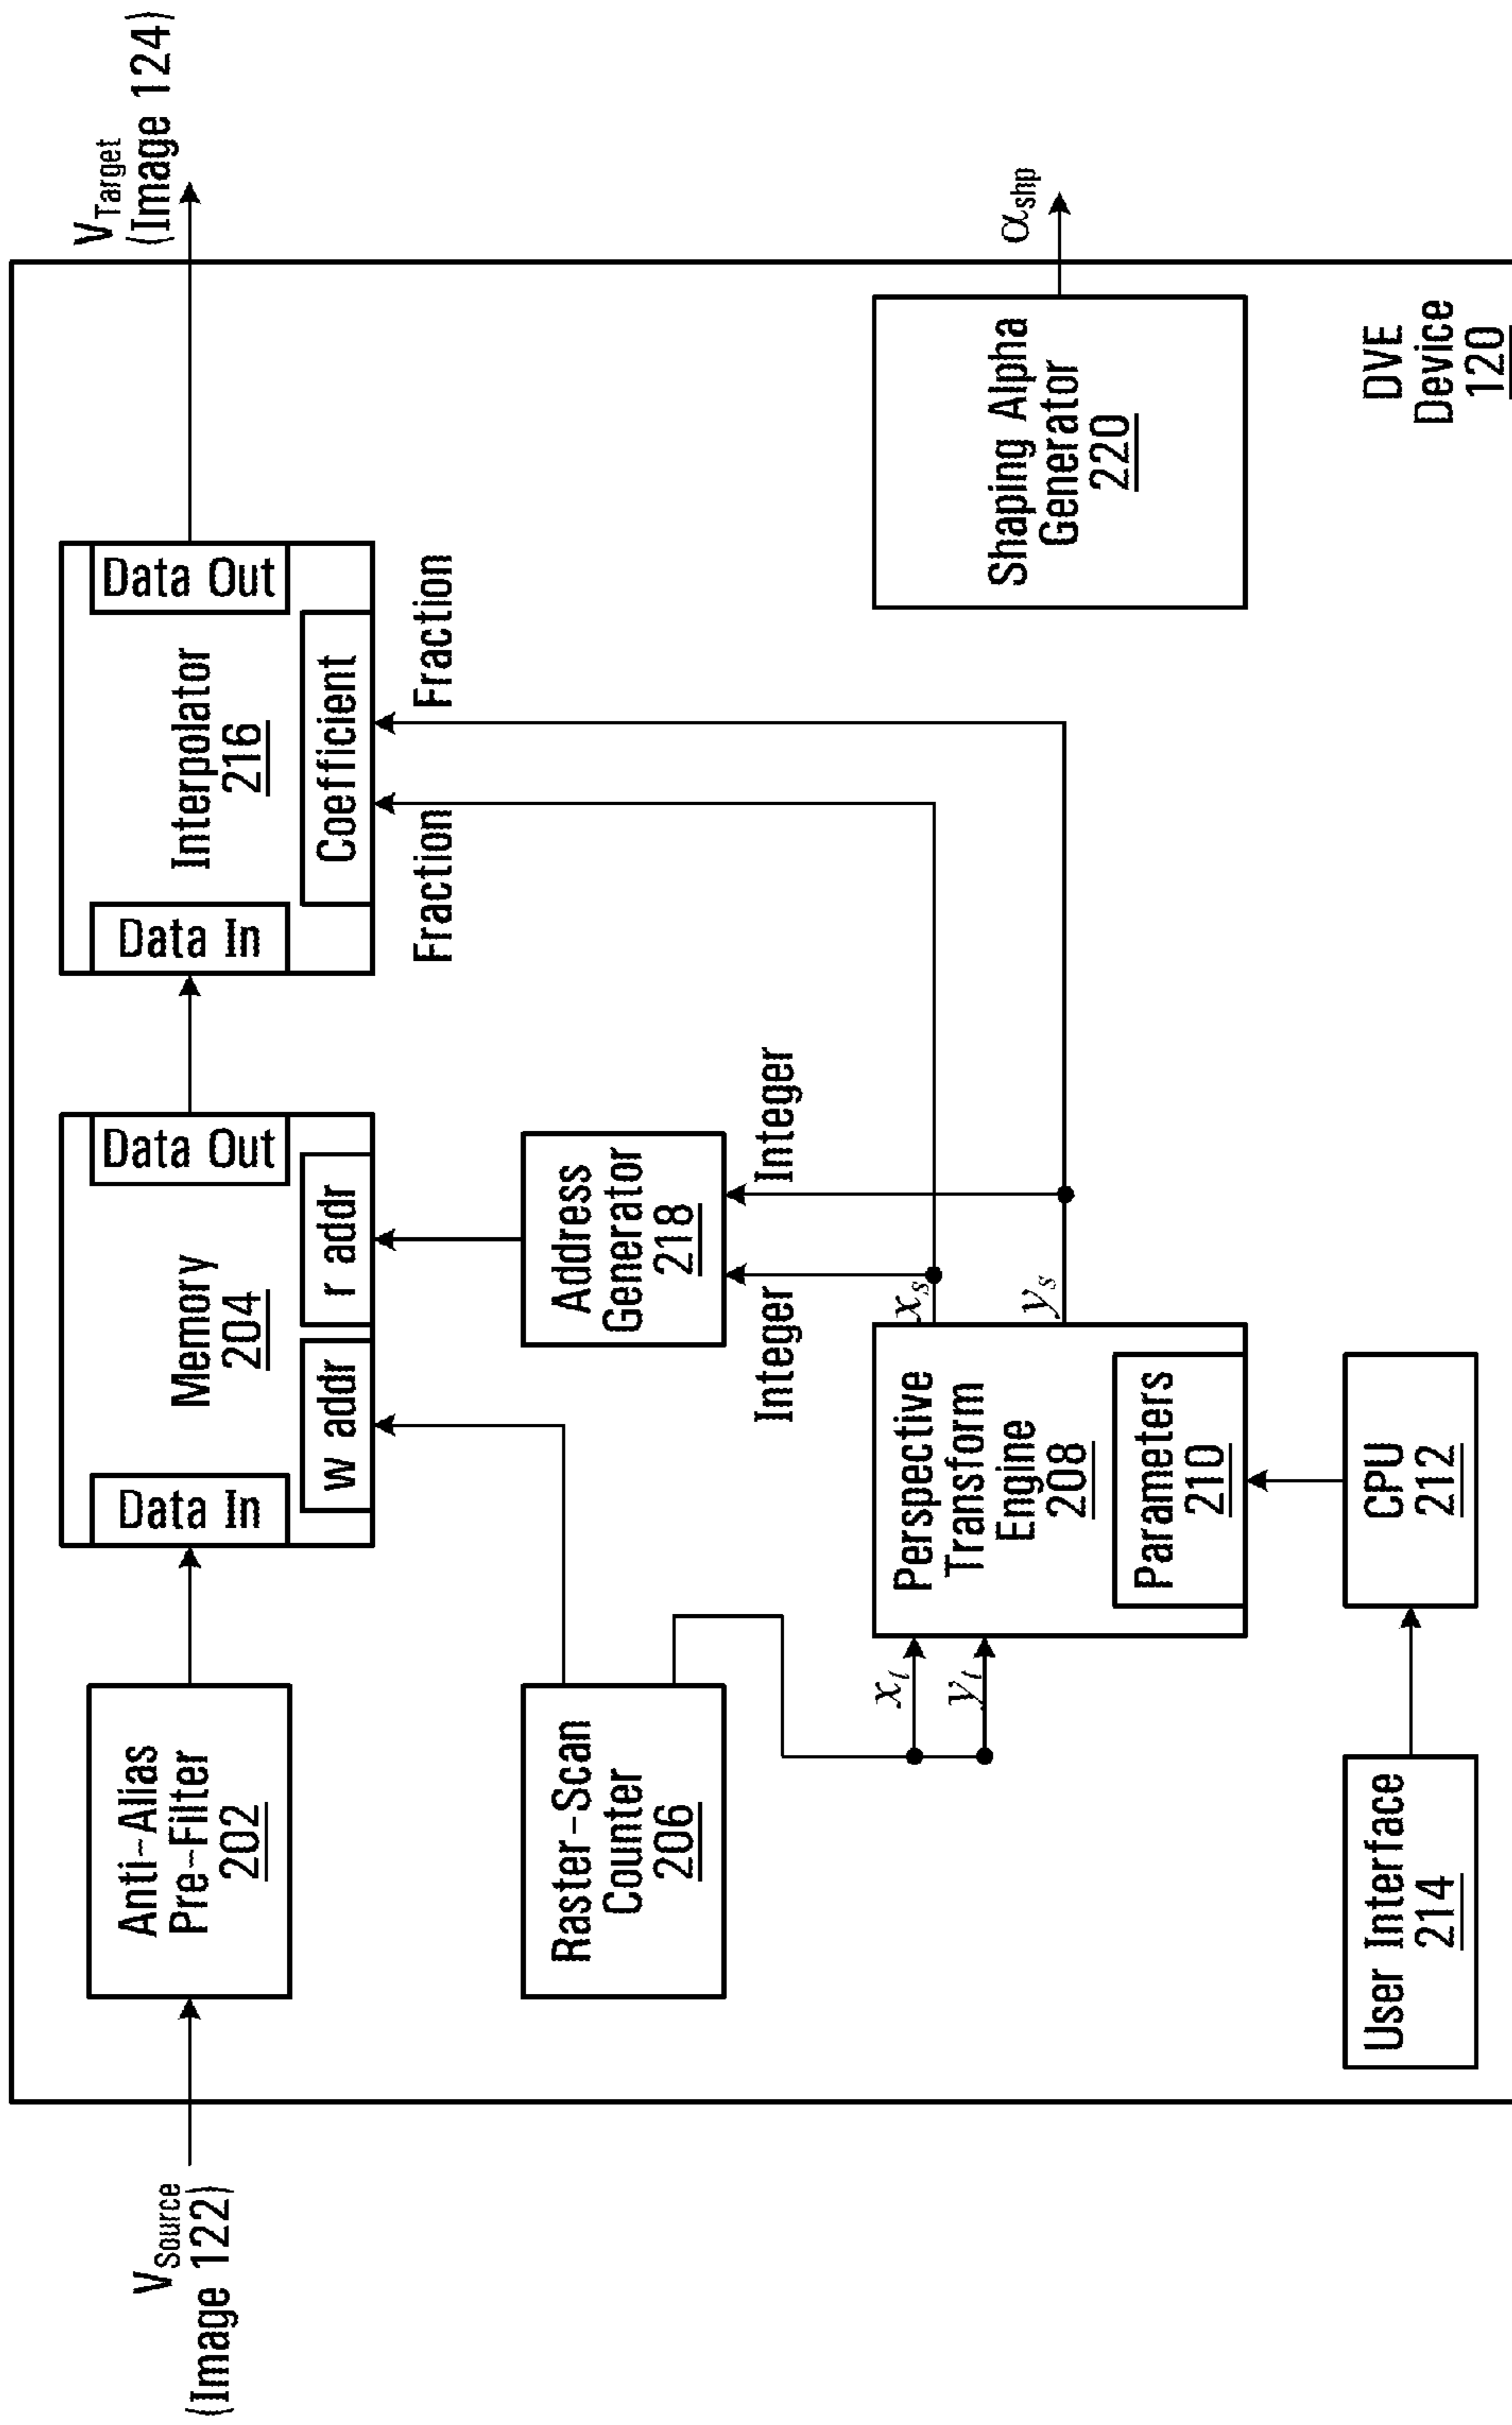 V_Source
(Image 122)
Anti-Alias
Pre-Filter
202
Data In
Memory
204
Data Out
w addr
r addr
Data In
Interpolator
216
Data Out
Coefficient
V_Target
(Image 124)
Raster-Scan
Counter
206
Address
Generator
218
Fraction
Fraction
Integer
Integer
x_t
y_t
Perspective
Transform
Engine
208
Parameters
210
x_s
y_s
Shaping Alpha
Generator
220
α_shp
User Interface
214
CPU
212
DVE
Device
120